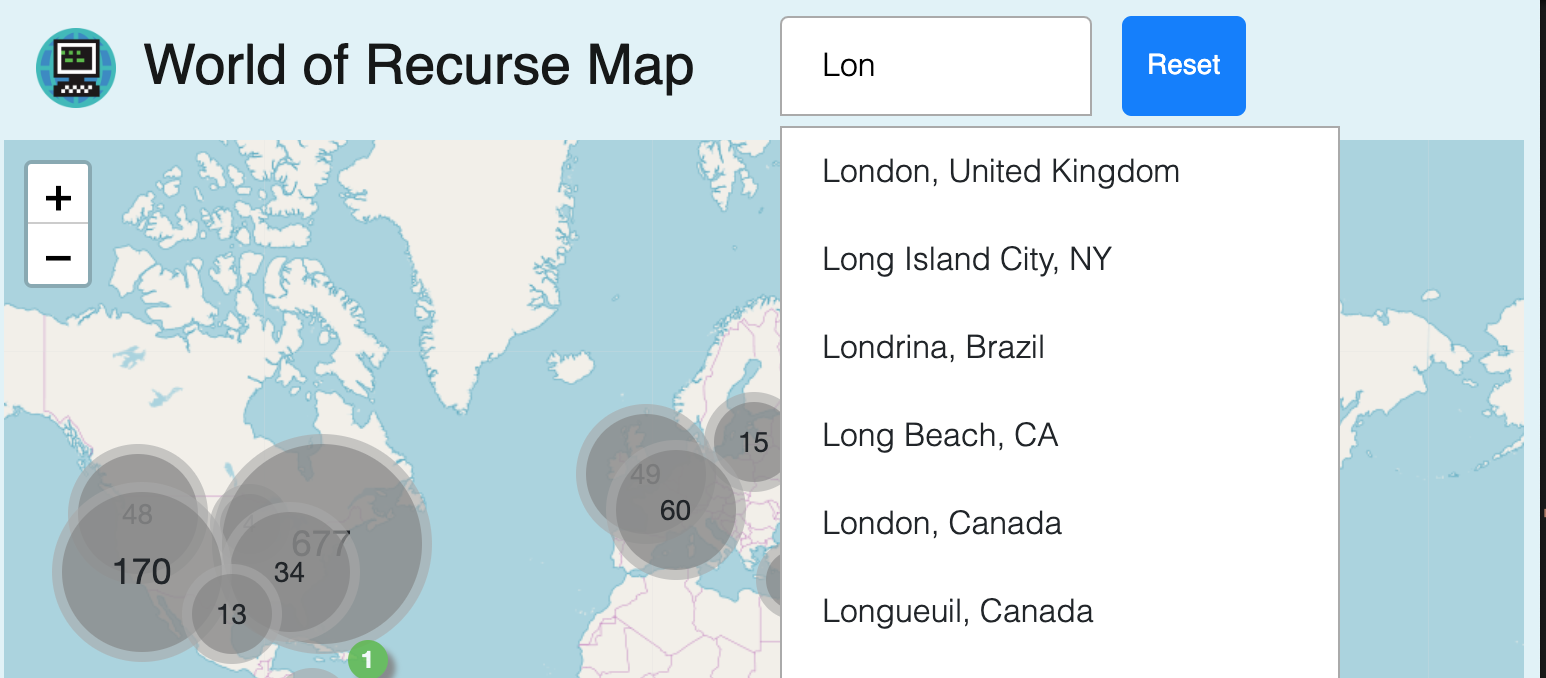 World of Recurse Map
Lon
Reset
London, United Kingdom
+
Long Island City, NY
−
Londrina, Brazil
Long Beach, CA
15
49
60
London, Canada
48
677
170
34
Longueuil, Canada
13
1